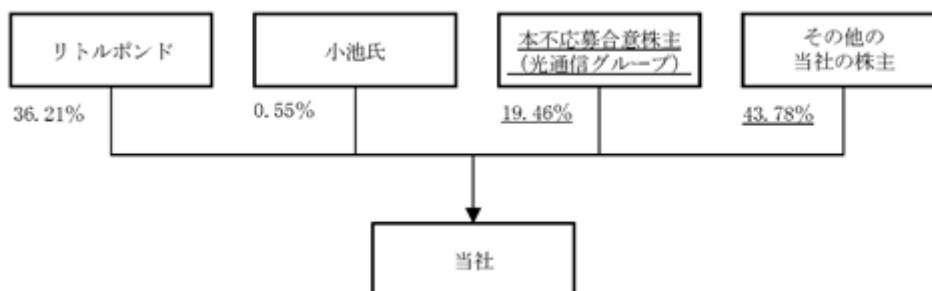 リトルポンド
小池氏
本不応募合意株主
(光通信グループ)
その他の
当社の株主
36.21%
0.55%
19.46%
43.78%
当社